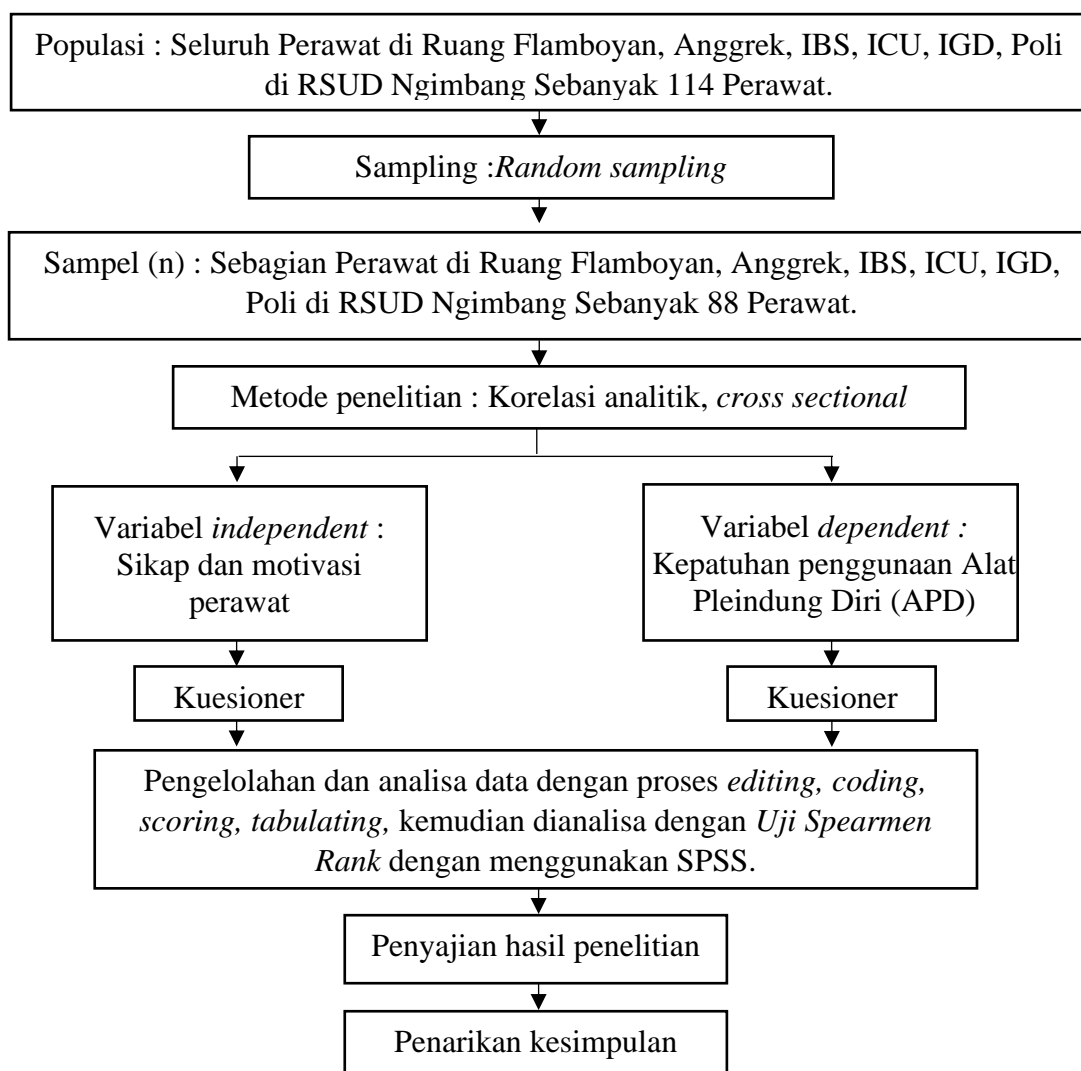 Populasi : Seluruh Perawat di Ruang Flamboyan, Anggrek, IBS, ICU, IGD, Poli
di RSUD Ngimbang Sebanyak 114 Perawat.
Sampling :Random sampling
Sampel (n) : Sebagian Perawat di Ruang Flamboyan, Anggrek, IBS, ICU, IGD,
Poli di RSUD Ngimbang Sebanyak 88 Perawat.
Metode penelitian : Korelasi analitik, cross sectional
Variabel independent :
Sikap dan motivasi
perawat
Variabel dependent :
Kepatuhan penggunaan Alat
Pleindung Diri (APD)
Kuesioner
Kuesioner
Pengelolahan dan analisa data dengan proses editing, coding,
scoring, tabulating, kemudian dianalisa dengan Uji Spearmen
Rank dengan menggunakan SPSS.
Penyajian hasil penelitian
Penarikan kesimpulan